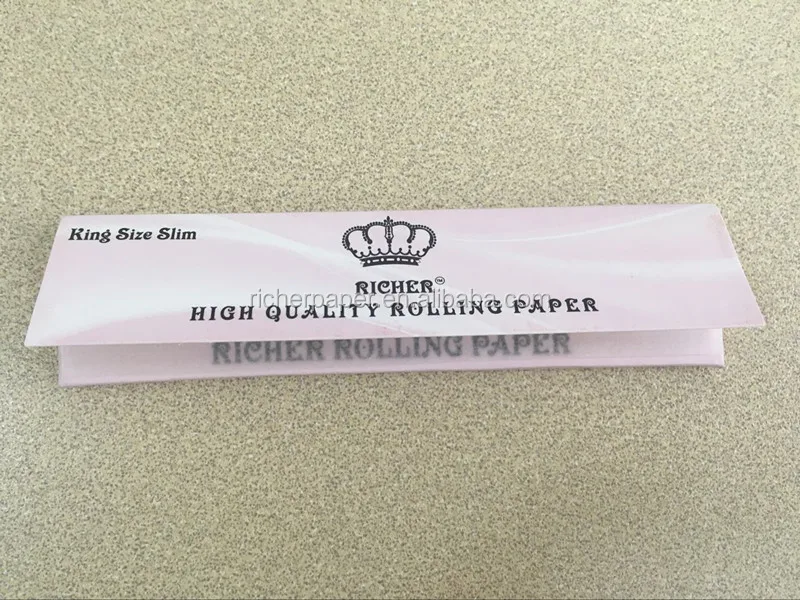 King Size Slim
RICHER™
richerpaper.en.alibaba.com
HIGH QUALITY ROLLING PAPER
RICHER ROLLING PAPER